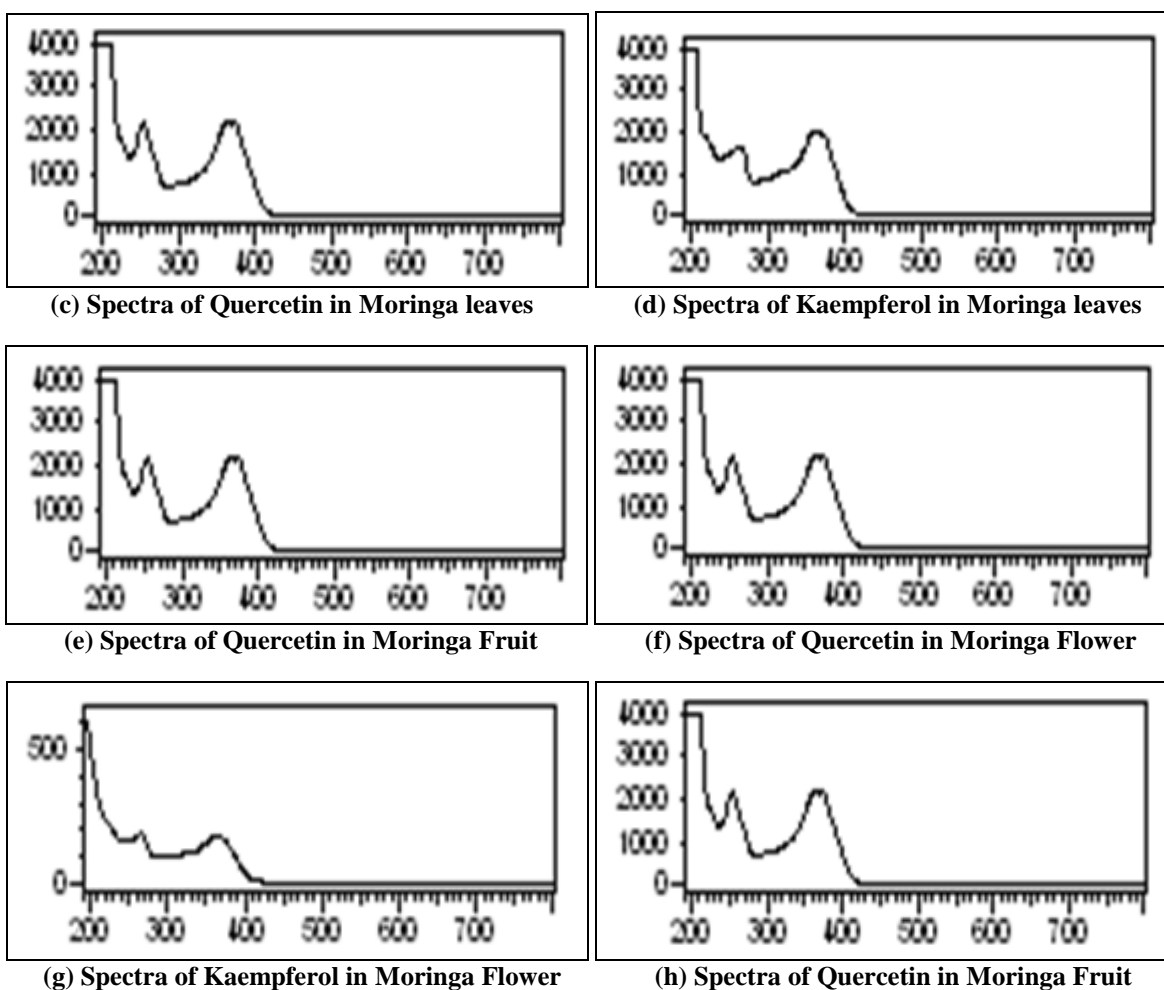 4000
3000
2000
1000
0
200 300 400 500 600 700
(c) Spectra of Quercetin in Moringa leaves
4000
3000
2000
1000
0
200 300 400 500 600 700
(d) Spectra of Kaempferol in Moringa leaves
4000
3000
2000
1000
0
200 300 400 500 600 700
(e) Spectra of Quercetin in Moringa Fruit
4000
3000
2000
1000
0
200 300 400 500 600 700
(f) Spectra of Quercetin in Moringa Flower
500
0
200 300 400 500 600 700
(g) Spectra of Kaempferol in Moringa Flower
4000
3000
2000
1000
0
200 300 400 500 600 700
(h) Spectra of Quercetin in Moringa Fruit